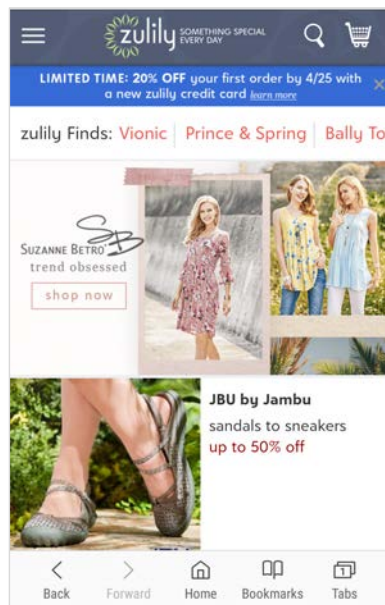 zulily SOMETHING SPECIAL
EVERY DAY
LIMITED TIME: 20% OFF your first order by 4/25 with
a new zulily credit card learn more
zulily Finds: Vionic Prince & Spring Bally To
SB
SUZANNE BETRO
trend obsessed
shop now
JBU by Jambu
sandals to sneakers
up to 50% off
1
Back Forward Home Bookmarks Tabs